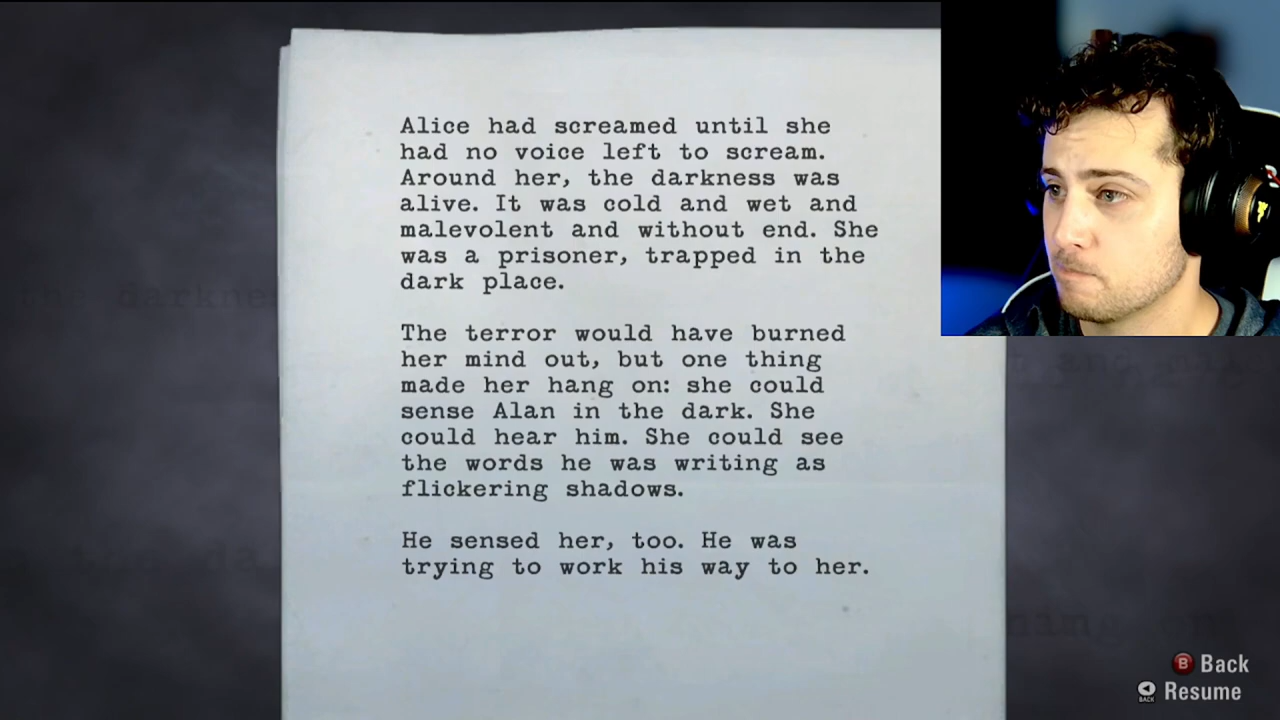 Alice had screamed until she
had no voice left to scream.
Around her, the darkness was
alive. It was cold and wet and
malevolent and without end. She
was a prisoner, trapped in the
dark place.
The terror would have burned
her mind out, but one thing
made her hang on: she could
sense Alan in the dark. She
could hear him. She could see
the words he was writing as
flickering shadows.
He sensed her, too. He was
trying to work his way to her.
B Back
BACK Resume